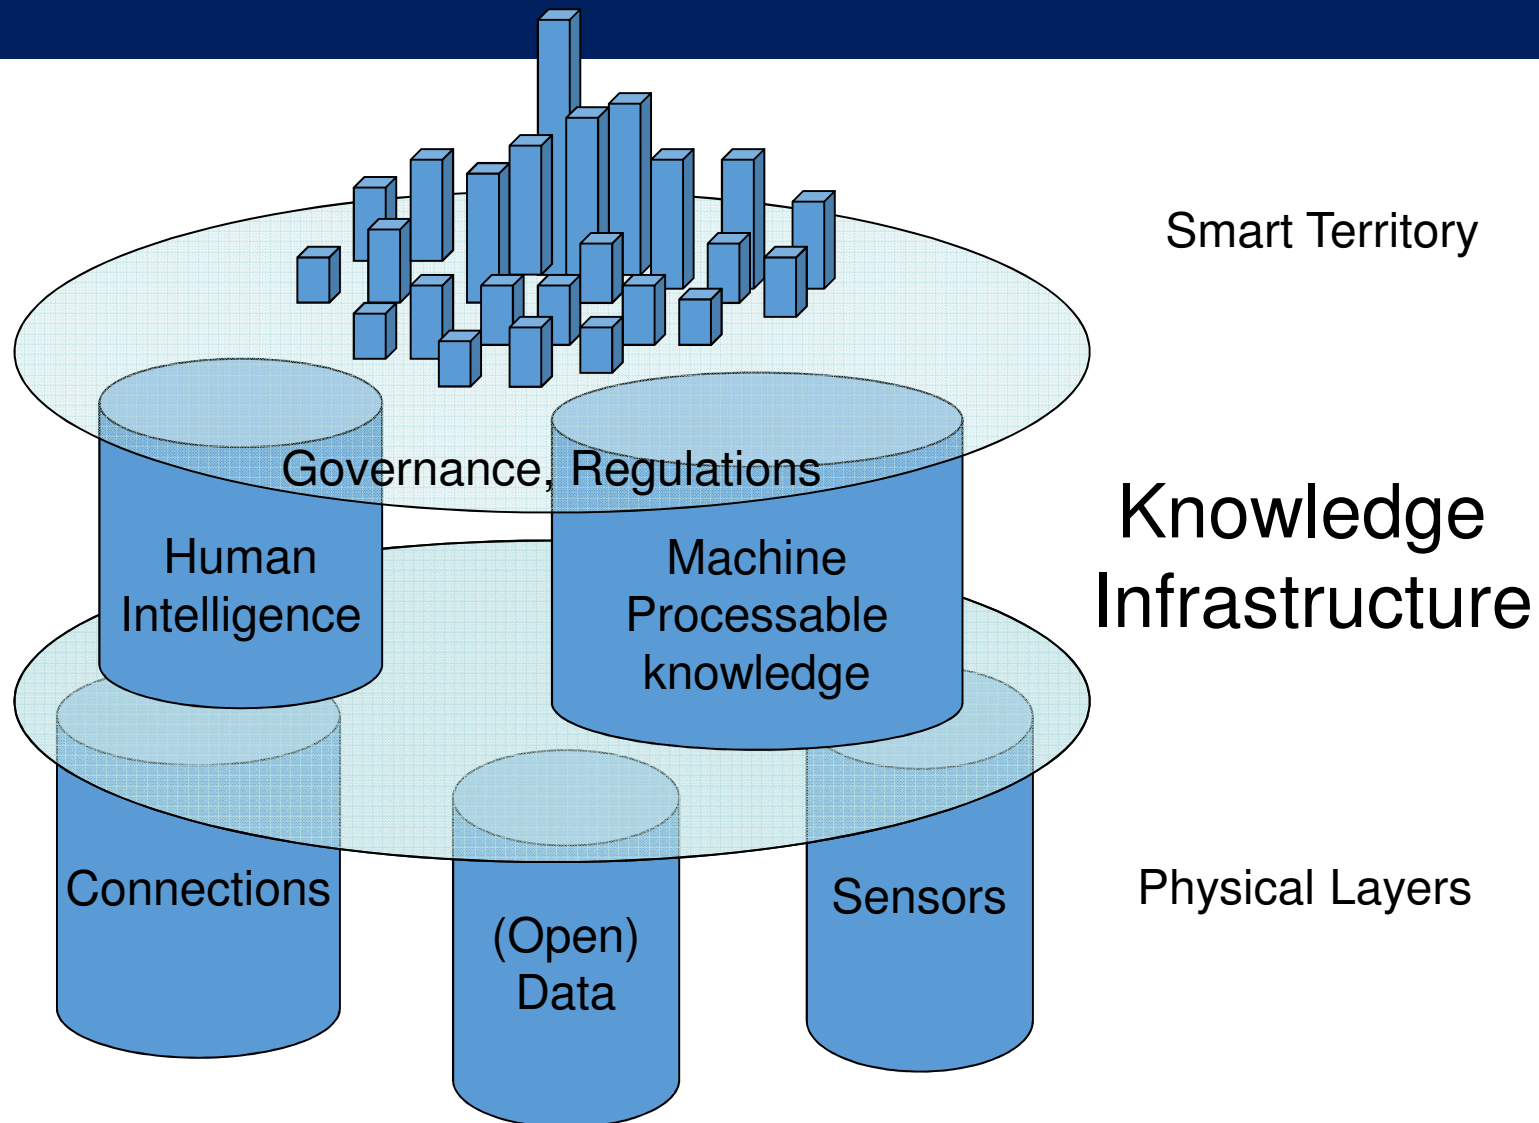 Smart Territory
Governance, Regulations
Knowledge
Infrastructure
Human
Intelligence
Machine
Processable
knowledge
Connections
(Open)
Data
Sensors
Physical Layers